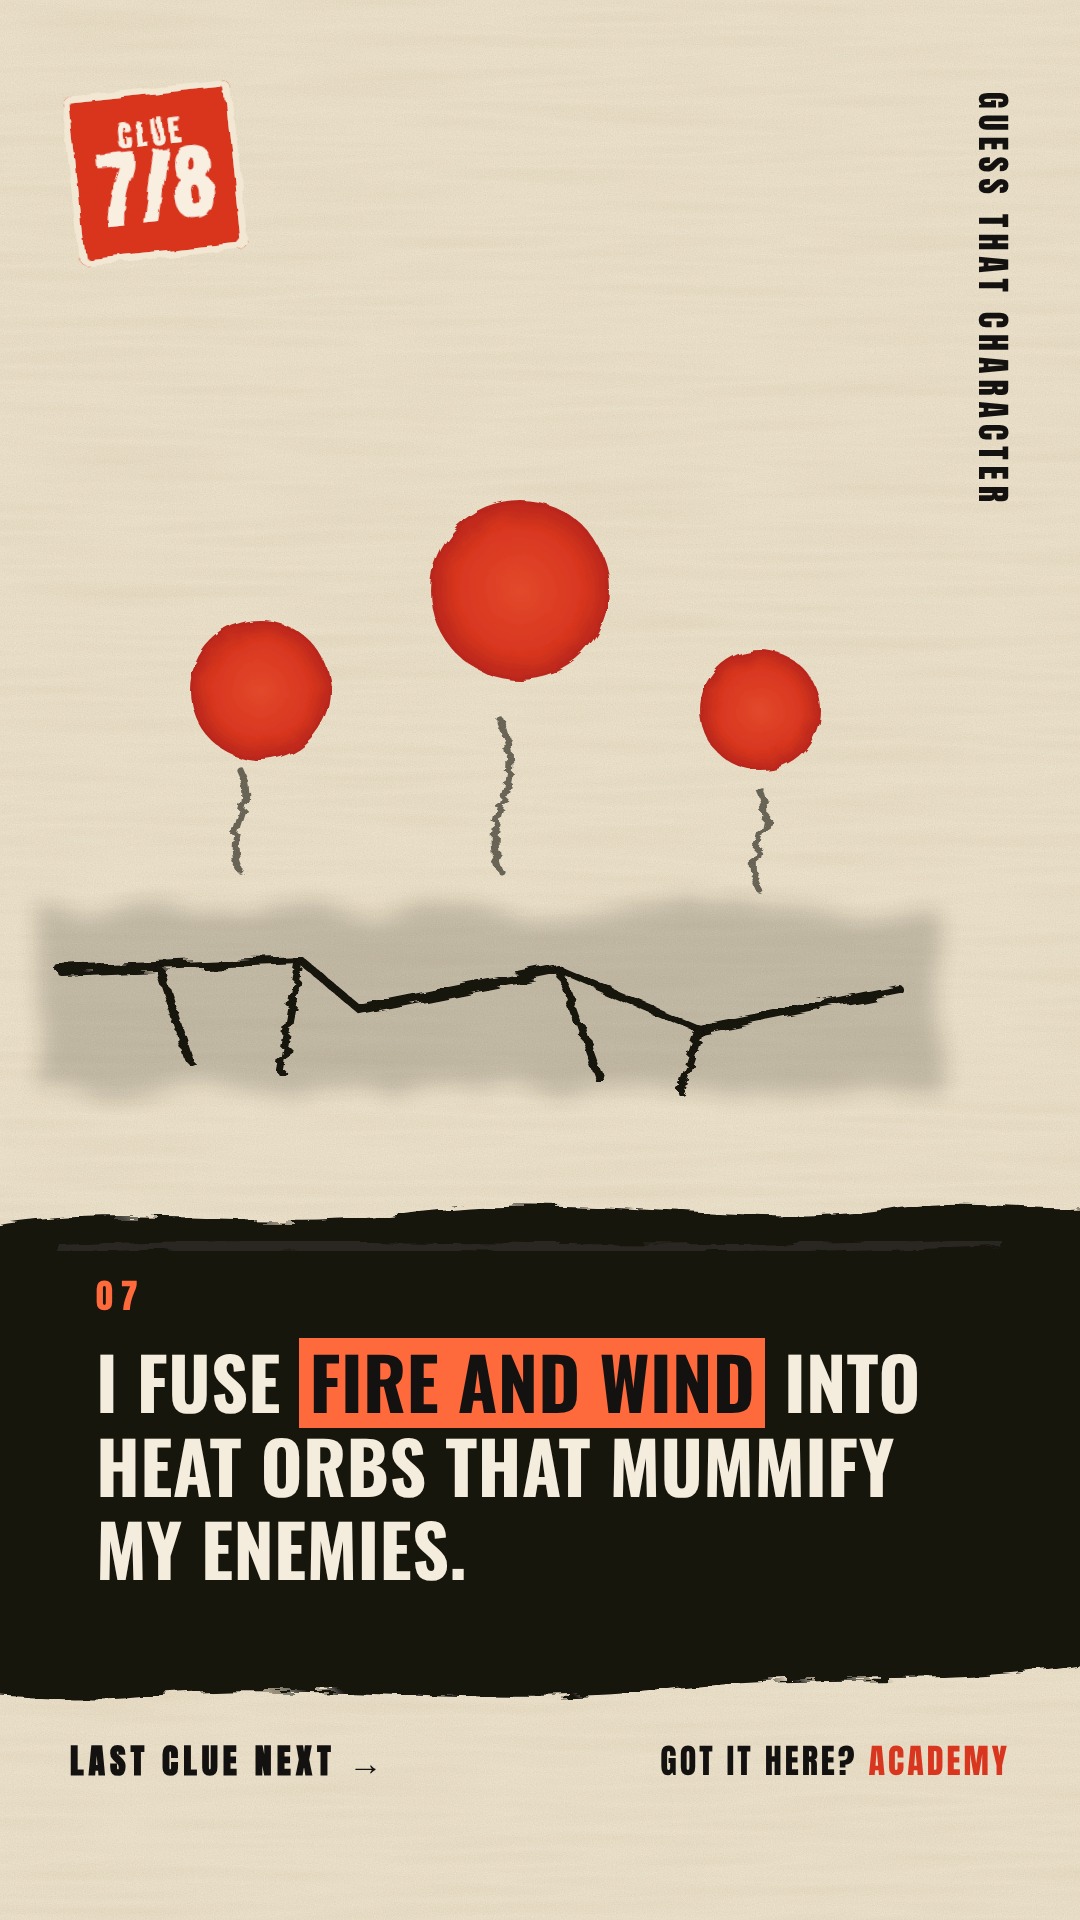 CLUE
7/8
GUESS THAT CHARACTER
07
I FUSE FIRE AND WIND INTO
HEAT ORBS THAT MUMMIFY
MY ENEMIES.
LAST CLUE NEXT →
GOT IT HERE? ACADEMY